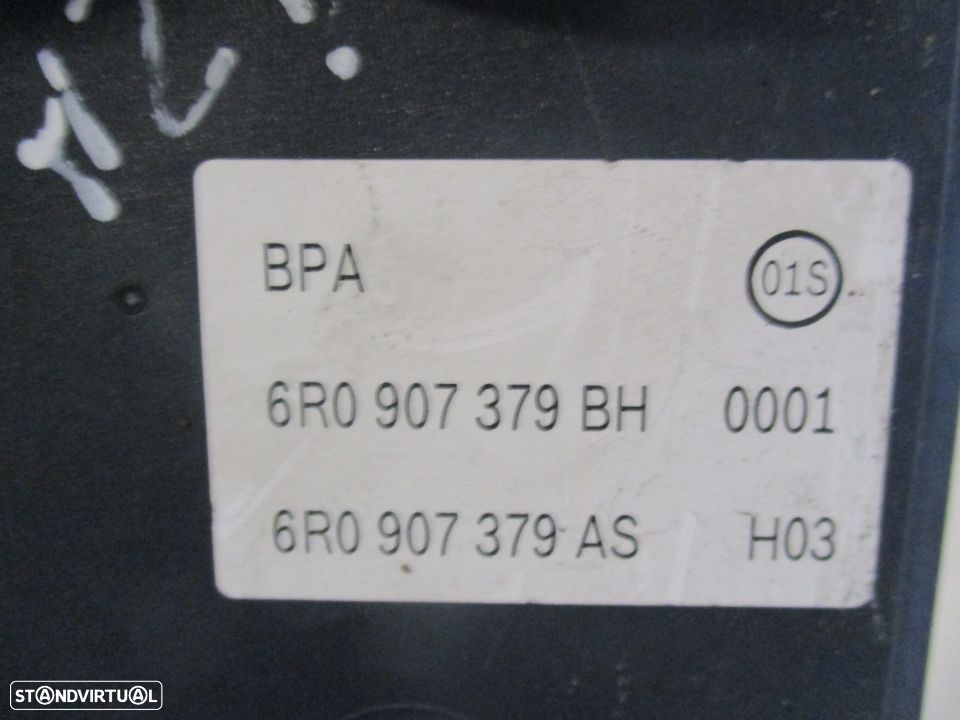 BPA 01S
6R0 907 379 BH 0001
6R0 907 379 AS H03
STANDVIRTUAL